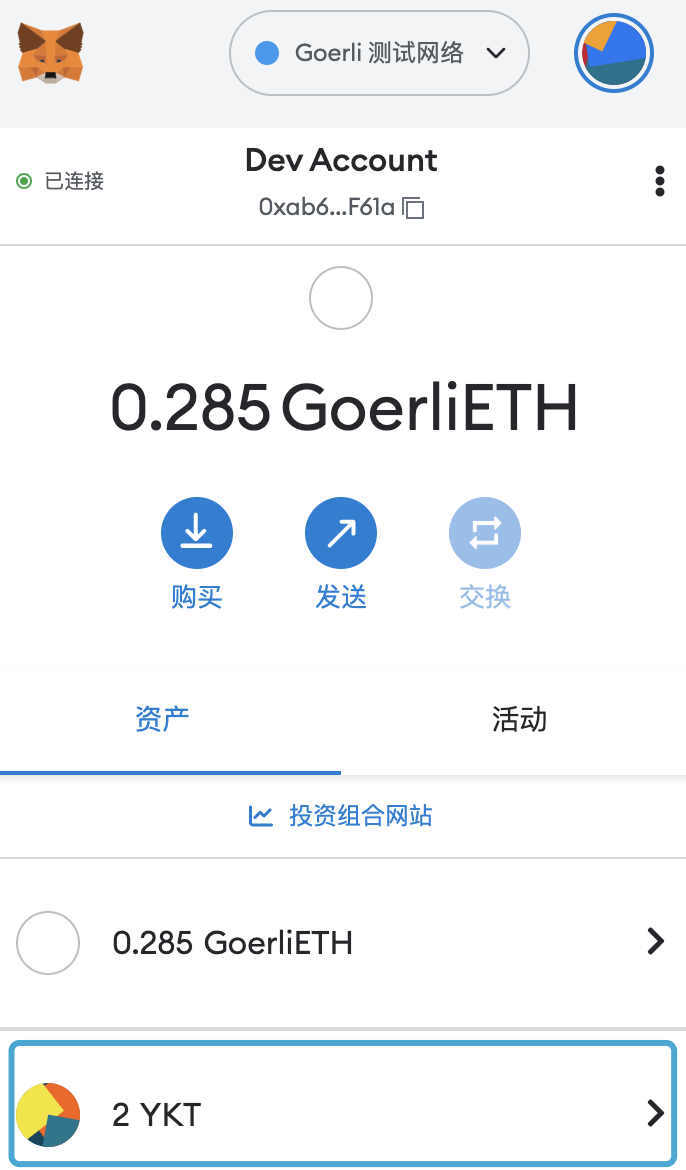 Goerli 测试网络
已连接
Dev Account
0xab6...F61a
0.285 GoerliETH
购买
发送
交换
资产
活动
投资组合网站
0.285 GoerliETH
2 YKT